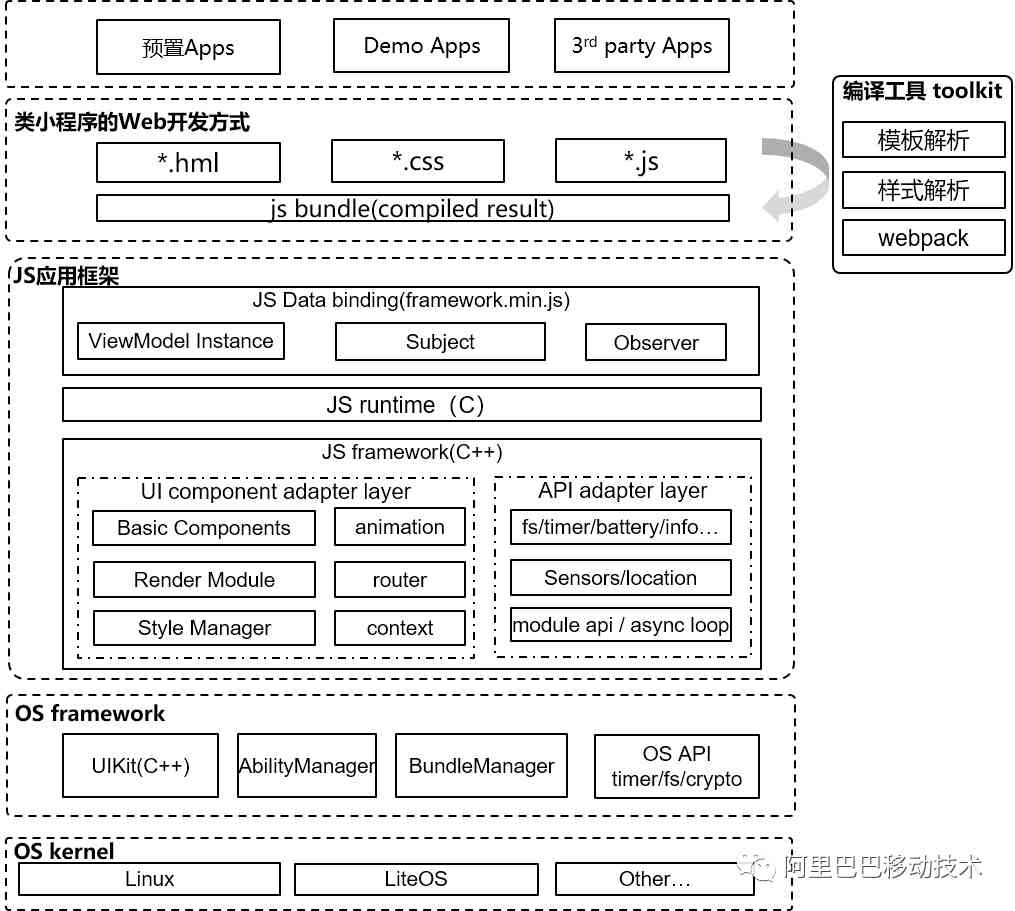 预置Apps
Demo Apps
3rd party Apps
编译工具 toolkit
模板解析
样式解析
webpack
类小程序的Web开发方式
*.hml
*.css
*.js
js bundle(compiled result)
JS应用框架
JS Data binding(framework.min.js)
ViewModel Instance
Subject
Observer
JS runtime（C）
JS framework(C++)
UI component adapter layer
Basic Components
animation
Render Module
router
Style Manager
context
API adapter layer
fs/timer/battery/info…
Sensors/location
module api / async loop
OS framework
UIKit(C++)
AbilityManager
BundleManager
OS API
timer/fs/crypto
OS kernel
Linux
LiteOS
Other…
阿里巴巴移动技术